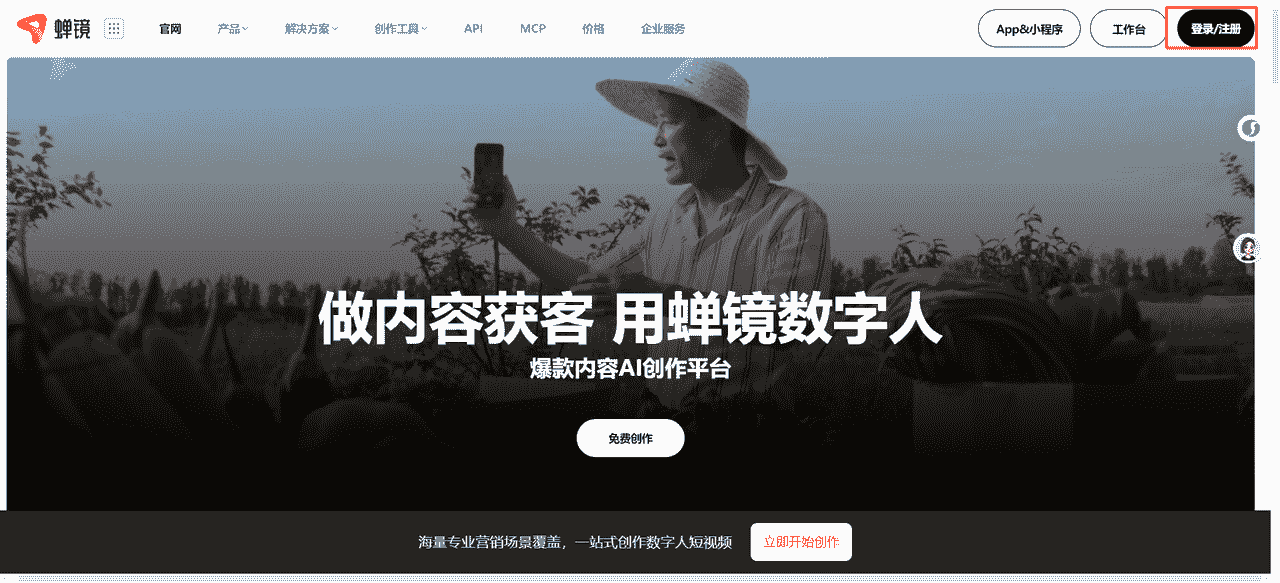 蝉镜
官网 产品 解决方案 创作工具 API MCP 价格 企业服务
App&小程序 工作台 登录/注册
做内容获客 用蝉镜数字人
爆款内容AI创作平台
免费创作
海量专业营销场景覆盖，一站式创作数字人短视频 立即开始创作